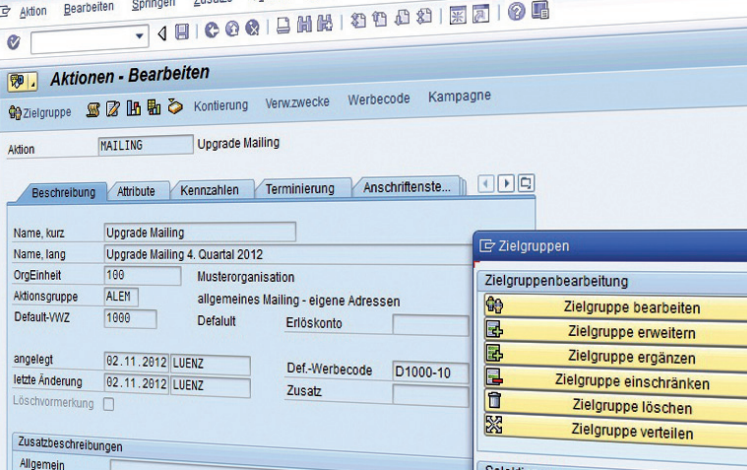 Aktion Bearbeiten Springen
Aktionen - Bearbeiten
Zielgruppe Kontierung Verw.zwecke Werbecode Kampagne
Aktion MAILING Upgrade Mailing
Beschreibung Attribute Kennzahlen Terminierung Anschriftenste...
Name, kurz Upgrade Mailing
Name, lang Upgrade Mailing 4. Quartal 2012
OrgEinheit 100 Musterorganisation
Aktionsgruppe ALEM allgemeines Mailing - eigene Adressen
Default-VWZ 1000 Defalult Erlöskonto
angelegt 02.11.2012 LUENZ Def.-Werbecode D1000-10
letzte Änderung 02.11.2012 LUENZ Zusatz
Löschvormerkung
Zusatzbeschreibungen
Allgemein
Zielgruppen
Zielgruppenbearbeitung
Zielgruppe bearbeiten
Zielgruppe erweitern
Zielgruppe ergänzen
Zielgruppe einschränken
Zielgruppe löschen
Zielgruppe verteilen